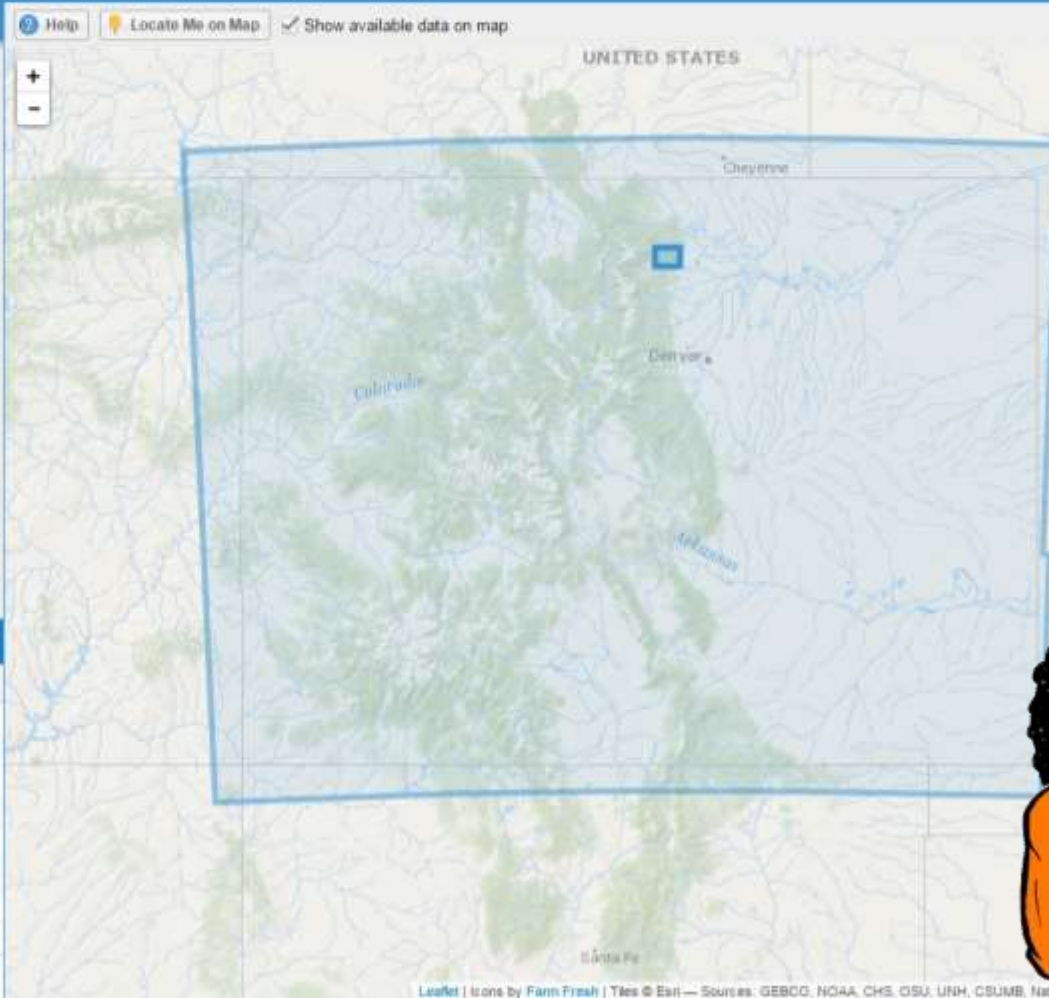 Help Locate Me on Map Show available data on map
UNITED STATES
+
-
Cheyenne
Denver
Colorado
Arkansas
Santa Fe
Leaflet | Icons by Farm Fresh | Tiles © Esri — Sources: GEBCO, NOAA, CHS, OSU, UNH, CSUMB,